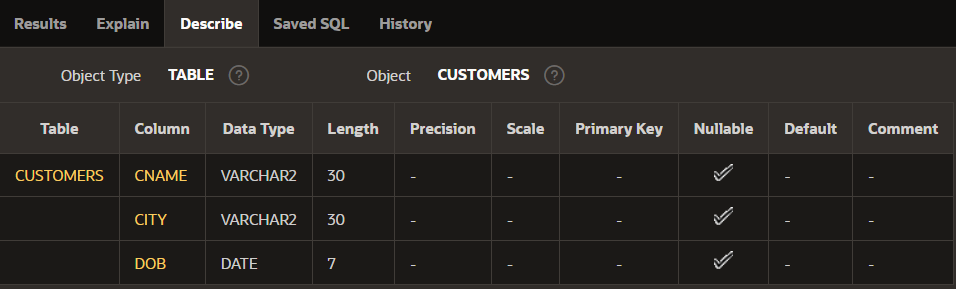 Results Explain Describe Saved SQL History
Object Type TABLE ? Object CUSTOMERS ?
Table Column Data Type Length Precision Scale Primary Key Nullable Default Comment
CUSTOMERS CNAME VARCHAR2 30 - - - - -
CITY VARCHAR2 30 - - - - -
DOB DATE 7 - - - - -